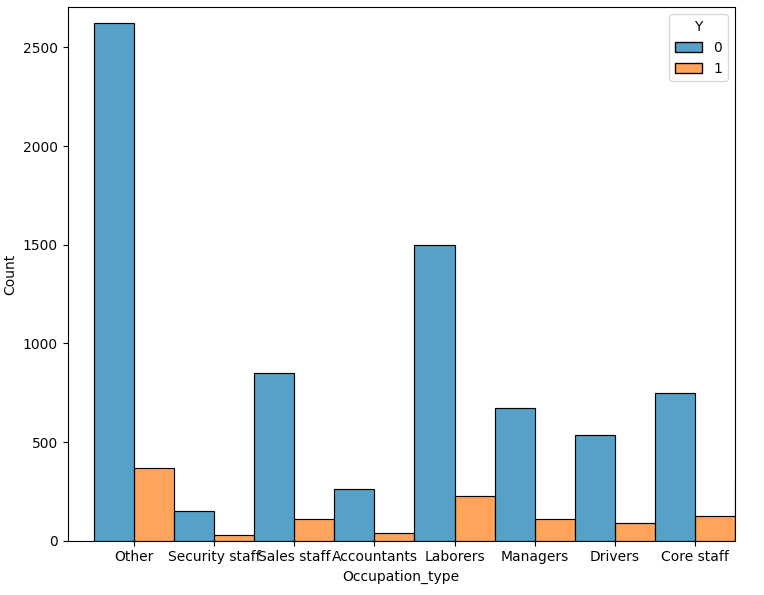 Y
0
1
2500
2000
1500
1000
500
0
Count
Other Security staff Sales staff Accountants Laborers Managers Drivers Core staff
Occupation_type